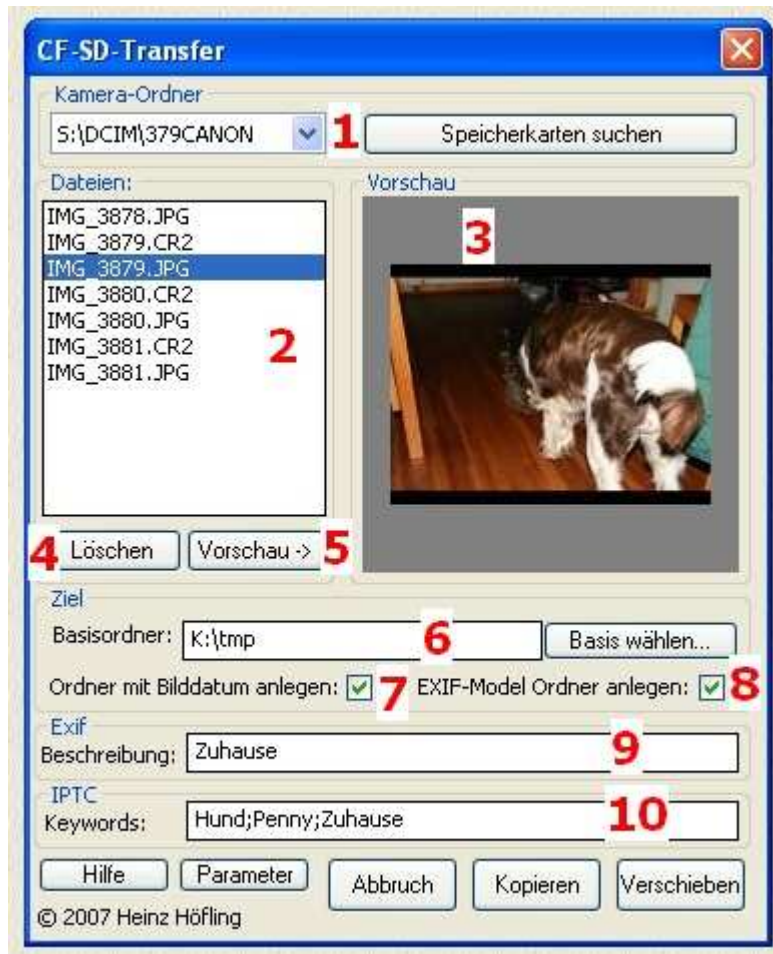 CF-SD-Transfer
Kamera-Ordner
S:\DCIM\379CANON 1 Speicherkarten suchen
Dateien: Vorschau
IMG_3878.JPG
IMG_3879.CR2
IMG_3879.JPG
IMG_3880.CR2
IMG_3880.JPG
IMG_3881.CR2
IMG_3881.JPG
2
3
4 Löschen Vorschau -> 5
Ziel
Basisordner: K:\tmp 6 Basis wählen...
Ordner mit Bilddatum anlegen: 7 EXIF-Model Ordner anlegen: 8
Exif
Beschreibung: Zuhause 9
IPTC
Keywords: Hund;Penny;Zuhause 10
Hilfe Parameter Abbruch Kopieren Verschieben
© 2007 Heinz Höfling